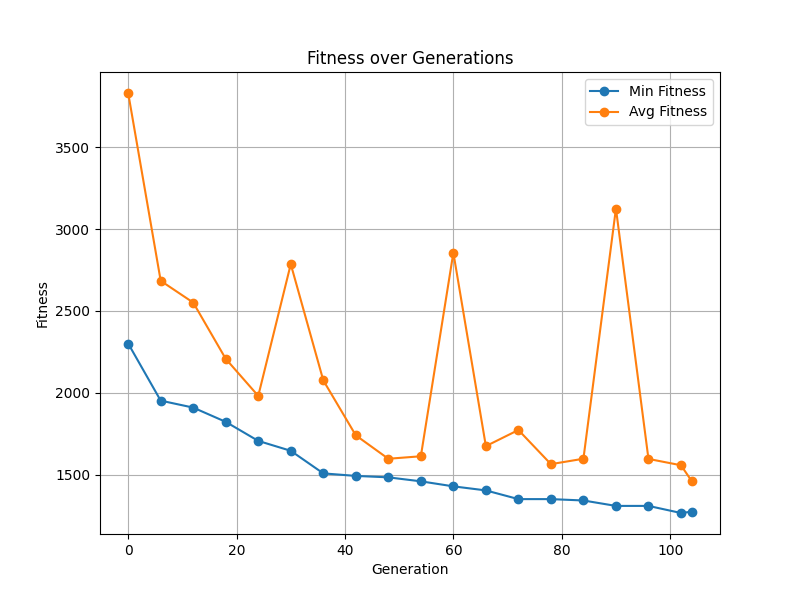 Fitness over Generations
Min Fitness
Avg Fitness
3500
3000
2500
2000
1500
Fitness
0 20 40 60 80 100
Generation